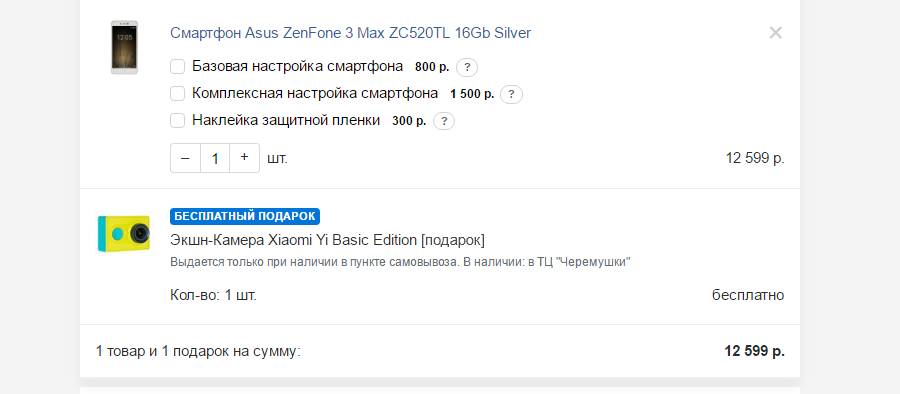 Смартфон Asus ZenFone 3 Max ZC520TL 16Gb Silver ×
Базовая настройка смартфона 800 р. ?
Комплексная настройка смартфона 1 500 р. ?
Наклейка защитной пленки 300 р. ?
– 1 + шт. 12 599 р.
БЕСПЛАТНЫЙ ПОДАРОК
Экшн-Камера Xiaomi Yi Basic Edition [подарок]
Выдается только при наличии в пункте самовывоза. В наличии: в ТЦ "Черемушки"
Кол-во: 1 шт. бесплатно
1 товар и 1 подарок на сумму: 12 599 р.